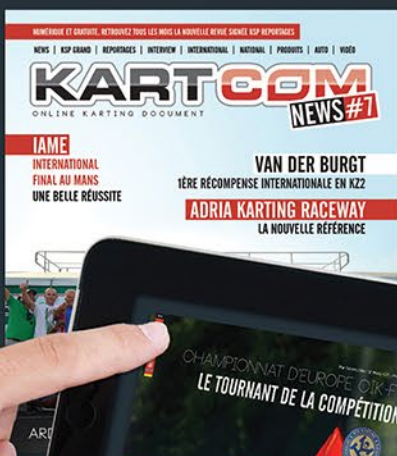 NUMÉRIQUE ET GRATUITE, RETROUVEZ TOUS LES MOIS LA NOUVELLE REVUE SIGNÉE KSP REPORTAGES
NEWS | KSP GRAND | REPORTAGES | INTERVIEW | INTERNATIONAL | NATIONAL | PRODUITS | AUTO | VIDÉO
KARTCOM
ONLINE KARTING DOCUMENT
NEWS#7
IAME
INTERNATIONAL
FINAL AU MANS
UNE BELLE RÉUSSITE
VAN DER BURGT
1ÈRE RÉCOMPENSE INTERNATIONALE EN KZ2
ADRIA KARTING RACEWAY
LA NOUVELLE RÉFÉRENCE
CHAMPIONNAT D'EUROPE CIK-F
LE TOURNANT DE LA COMPÉTITION
ARD